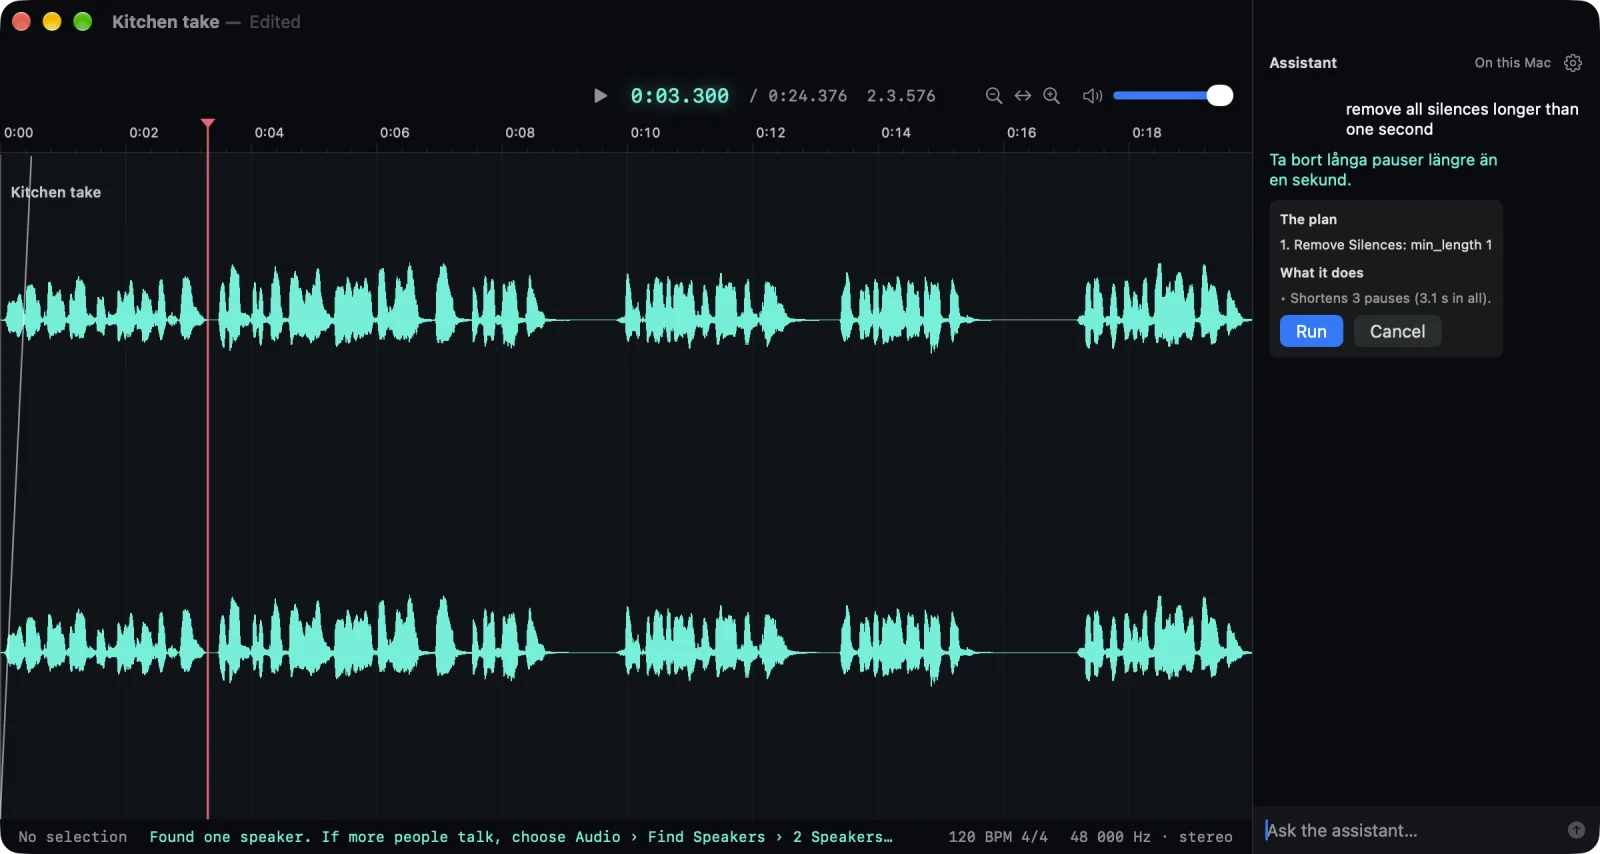 Kitchen take — Edited
0:03.300 / 0:24.376 2.3.576
0:00 0:02 0:04 0:06 0:08 0:10 0:12 0:14 0:16 0:18
Kitchen take
No selection Found one speaker. If more people talk, choose Audio › Find Speakers › 2 Speakers… 120 BPM 4/4 48 000 Hz · stereo
Assistant On this Mac
remove all silences longer than
one second
Ta bort långa pauser längre än
en sekund.
The plan
1. Remove Silences: min_length 1
What it does
• Shortens 3 pauses (3.1 s in all).
Run Cancel
Ask the assistant…